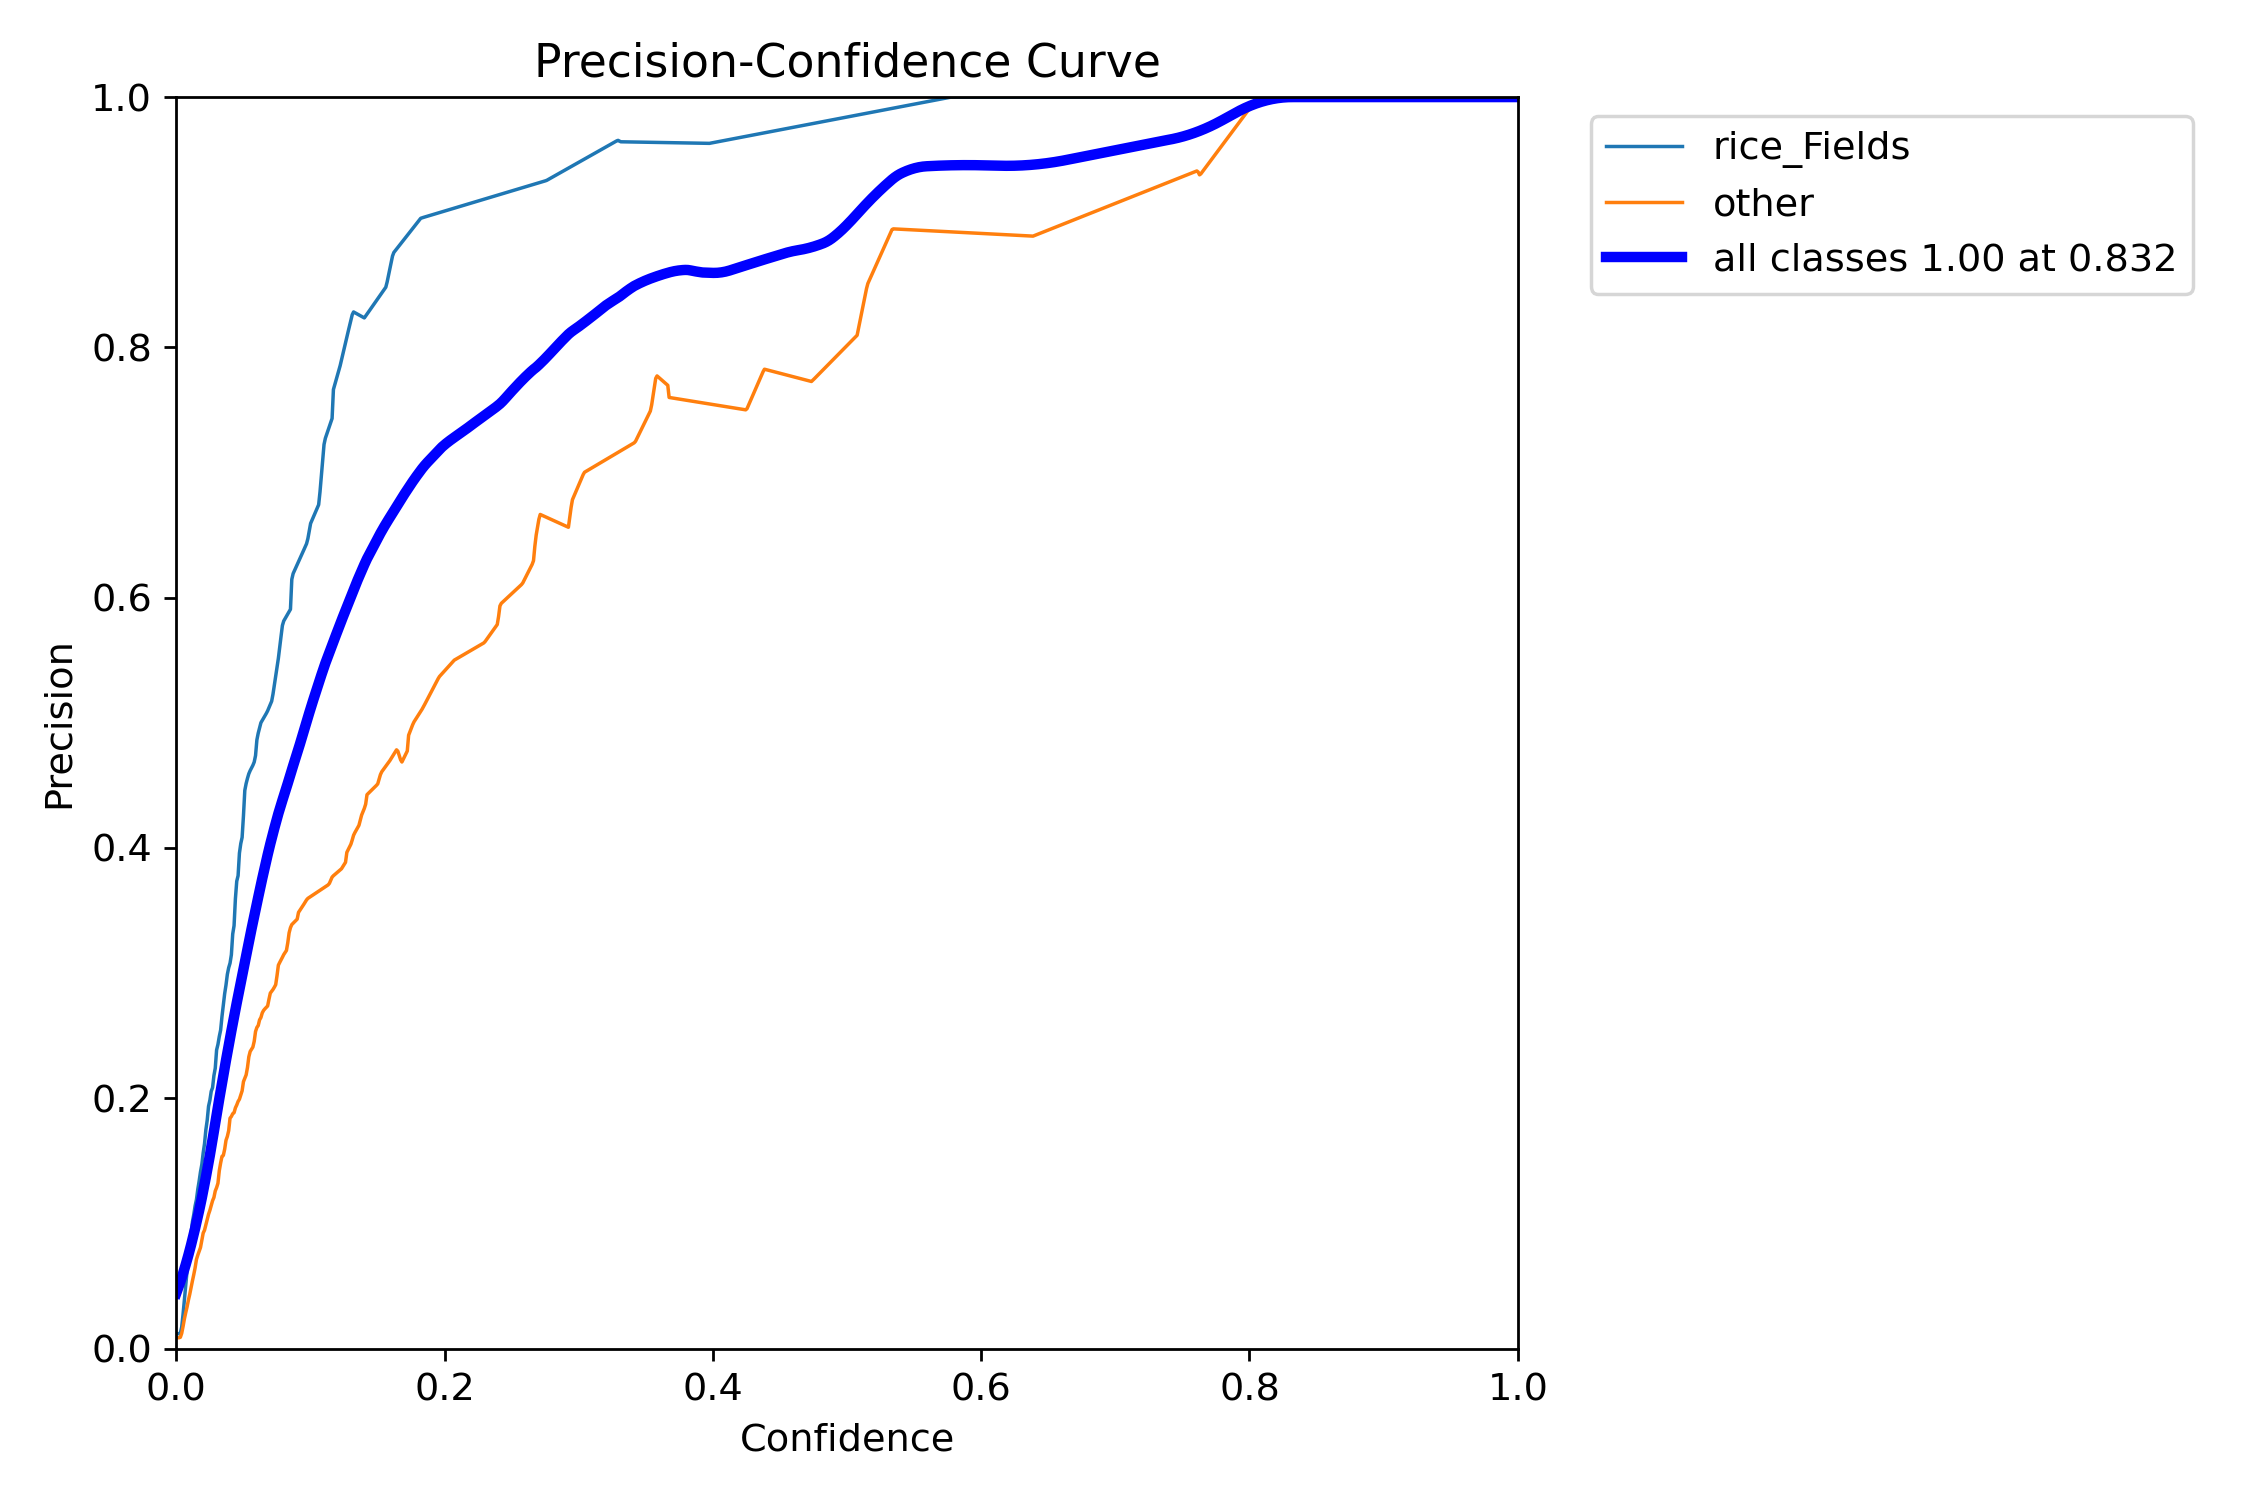 Precision-Confidence Curve
1.0
0.8
0.6
0.4
0.2
0.0
Precision
0.0 0.2 0.4 0.6 0.8 1.0
Confidence
rice_Fields
other
all classes 1.00 at 0.832